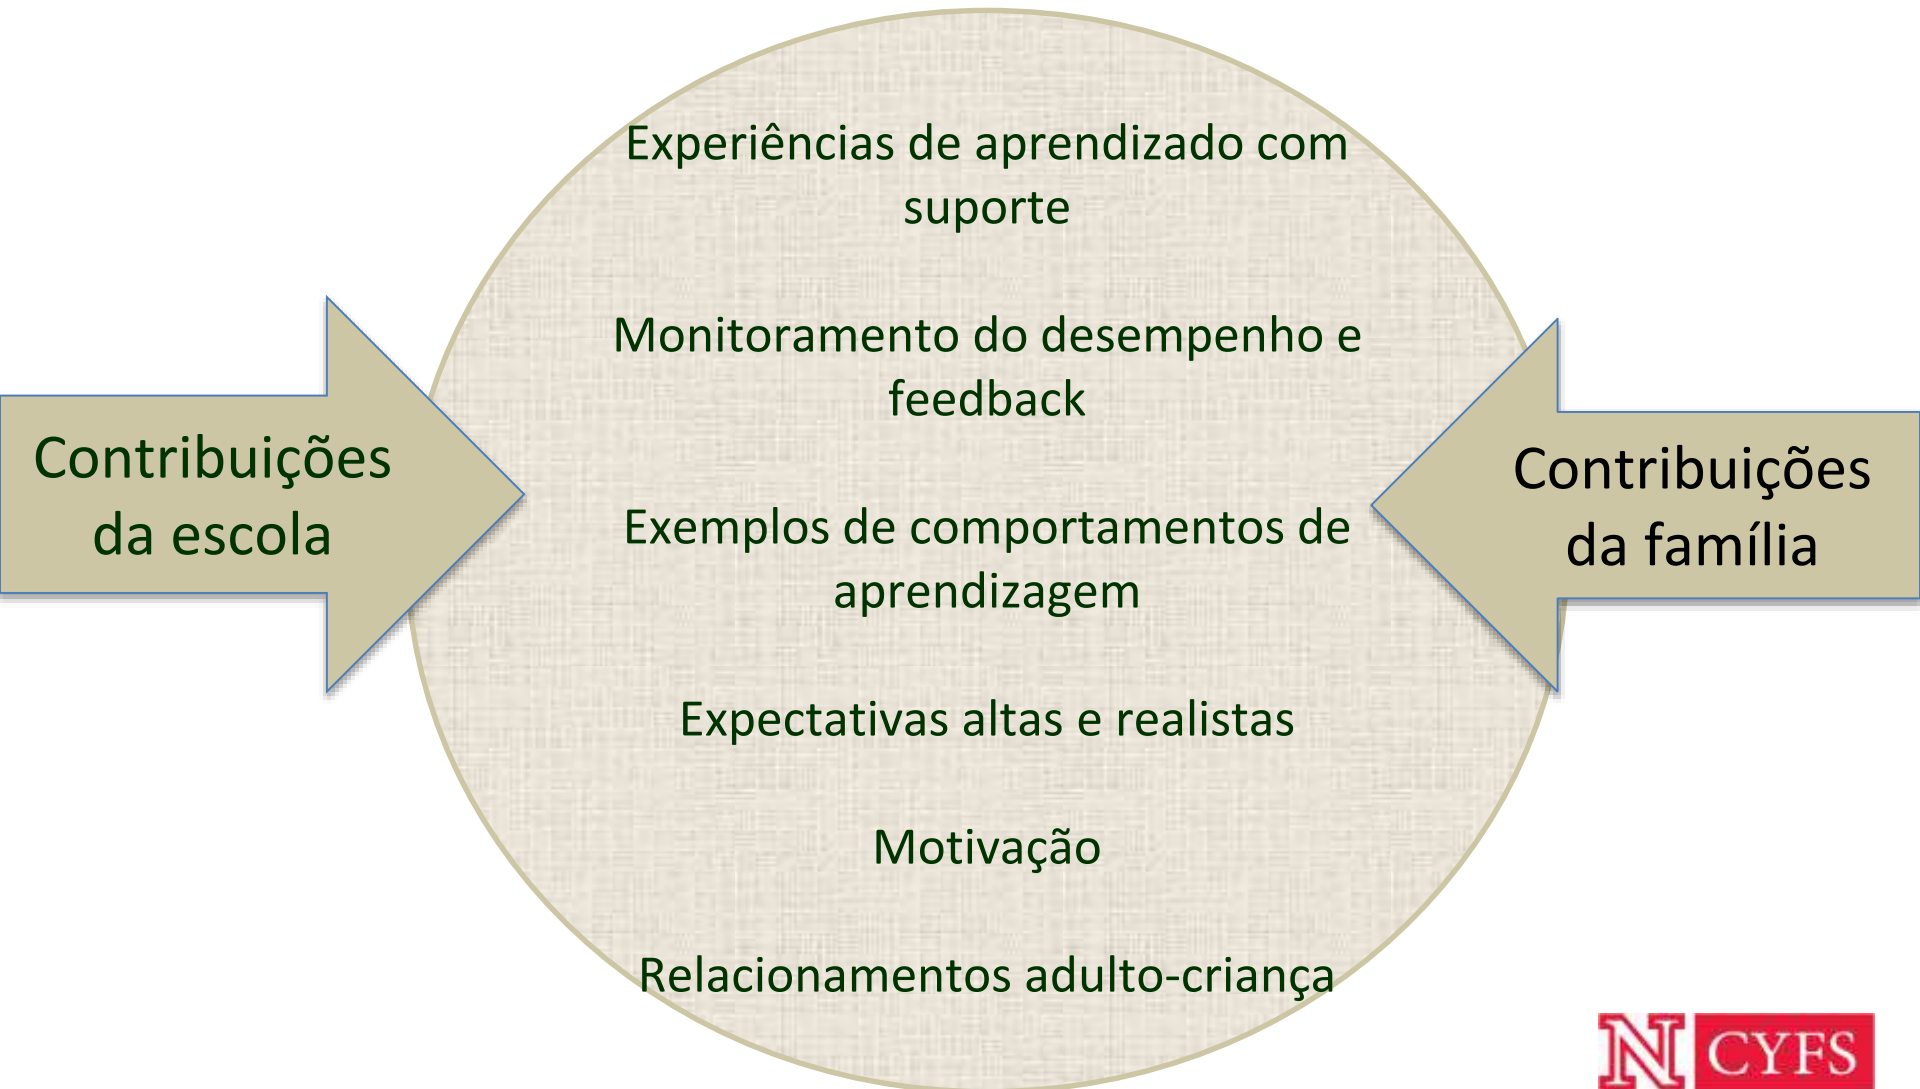 Experiências de aprendizado com
suporte
Monitoramento do desempenho e
feedback
Exemplos de comportamentos de
aprendizagem
Expectativas altas e realistas
Motivação
Relacionamentos adulto-criança
Contribuições
da escola
Contribuições
da família
N CYFS